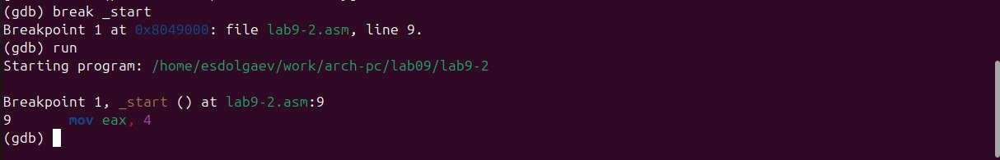 (gdb) break _start
Breakpoint 1 at 0x8049000: file lab9-2.asm, line 9.
(gdb) run
Starting program: /home/esdolgaev/work/arch-pc/lab09/lab9-2
Breakpoint 1, _start () at lab9-2.asm:9
9 mov eax, 4
(gdb)